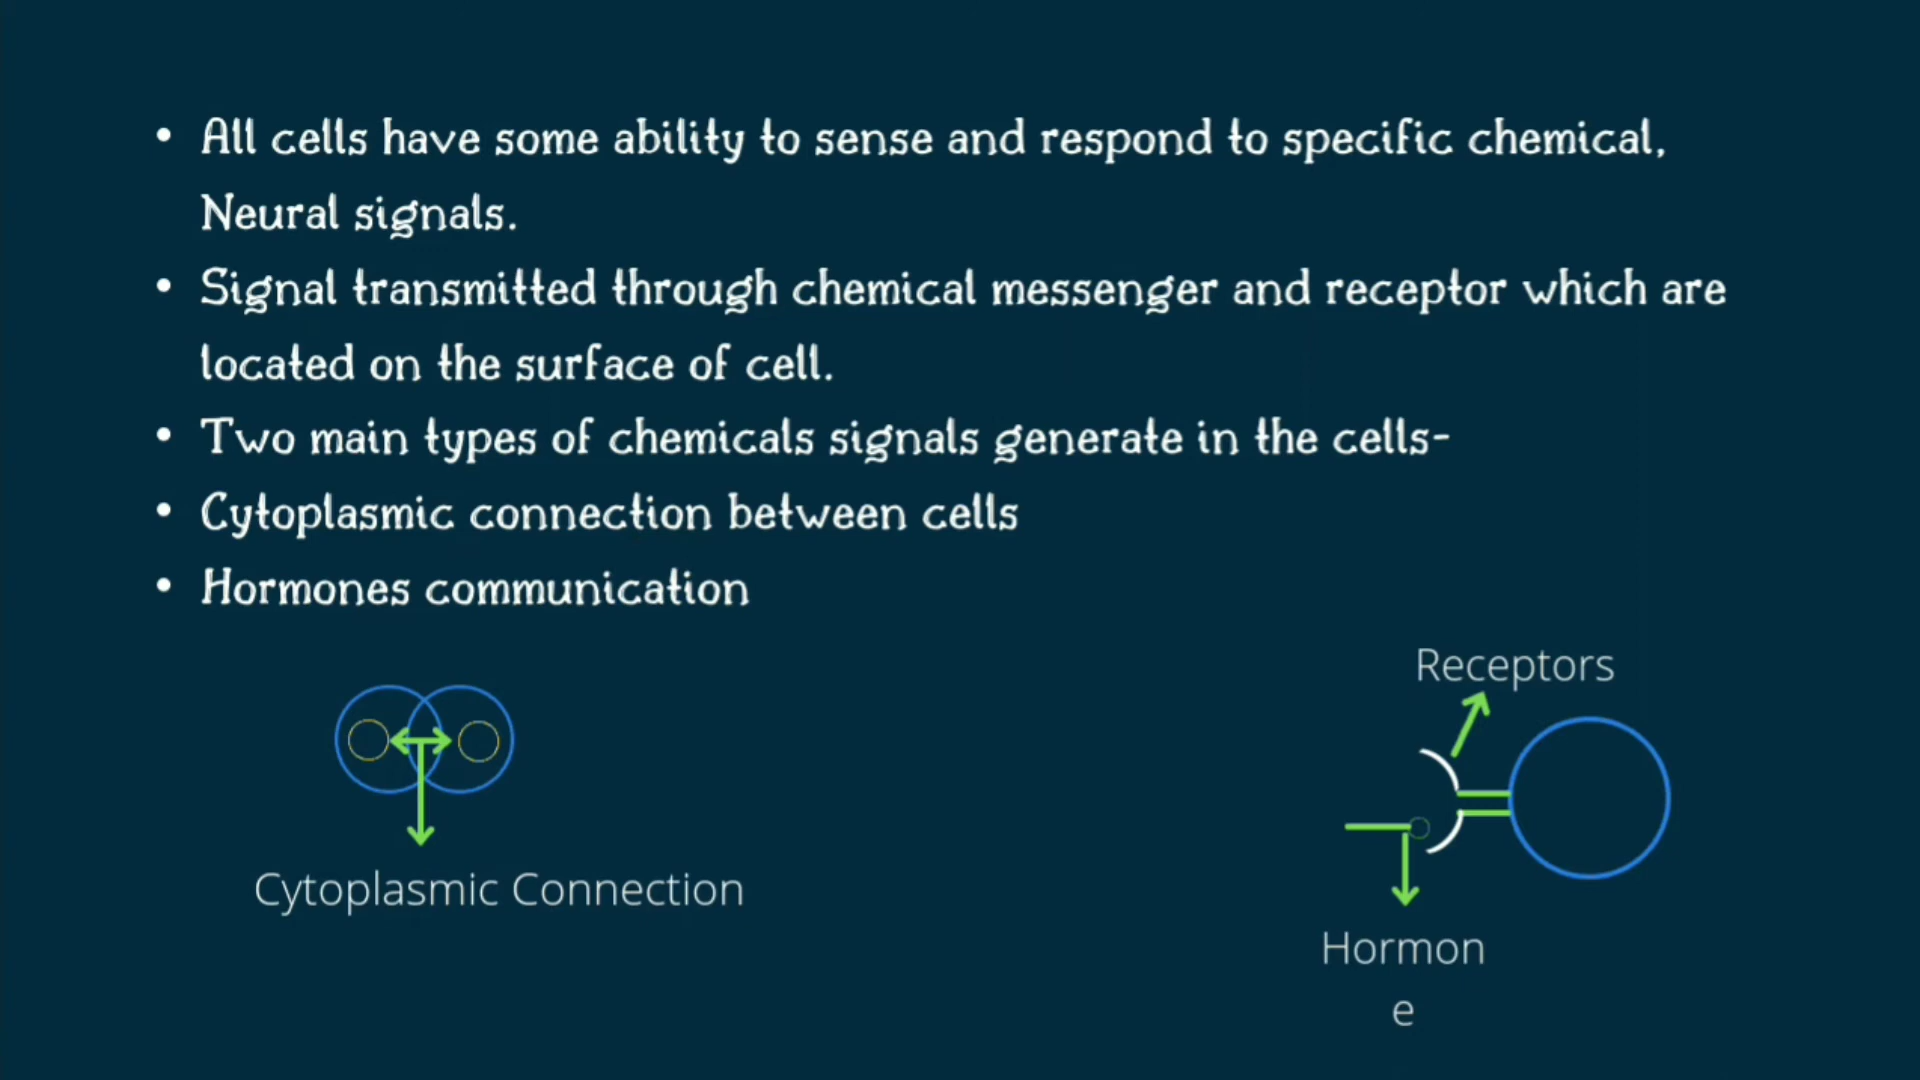 • All cells have some ability to sense and respond to specific chemical,
Neural signals.
• Signal transmitted through chemical messenger and receptor which are
located on the surface of cell.
• Two main types of chemicals signals generate in the cells-
• Cytoplasmic connection between cells
• Hormones communication
Receptors
Cytoplasmic Connection
Hormon
e